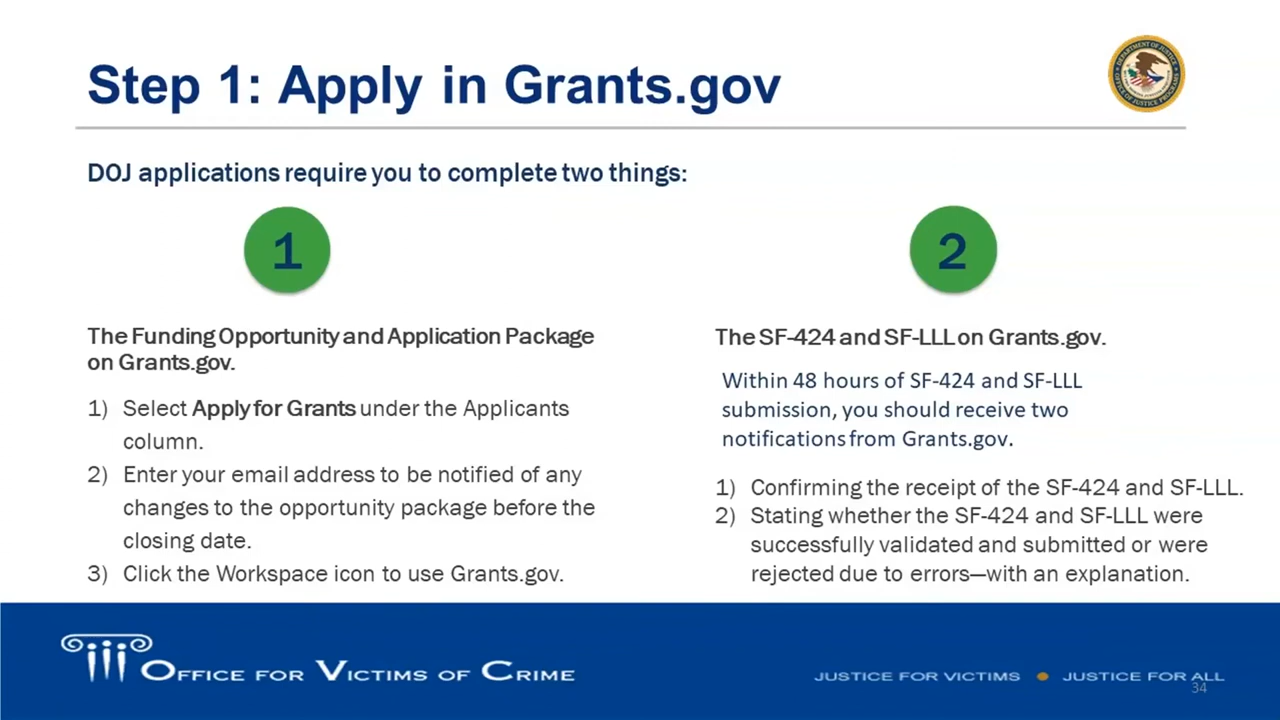 Step 1: Apply in Grants.gov
DOJ applications require you to complete two things:
1
The Funding Opportunity and Application Package
on Grants.gov.
1) Select Apply for Grants under the Applicants
column.
2) Enter your email address to be notified of any
changes to the opportunity package before the
closing date.
3) Click the Workspace icon to use Grants.gov.
2
The SF-424 and SF-LLL on Grants.gov.
Within 48 hours of SF-424 and SF-LLL
submission, you should receive two
notifications from Grants.gov.
1) Confirming the receipt of the SF-424 and SF-LLL.
2) Stating whether the SF-424 and SF-LLL were
successfully validated and submitted or were
rejected due to errors—with an explanation.
OFFICE FOR VICTIMS OF CRIME
JUSTICE FOR VICTIMS ● JUSTICE FOR ALL
34